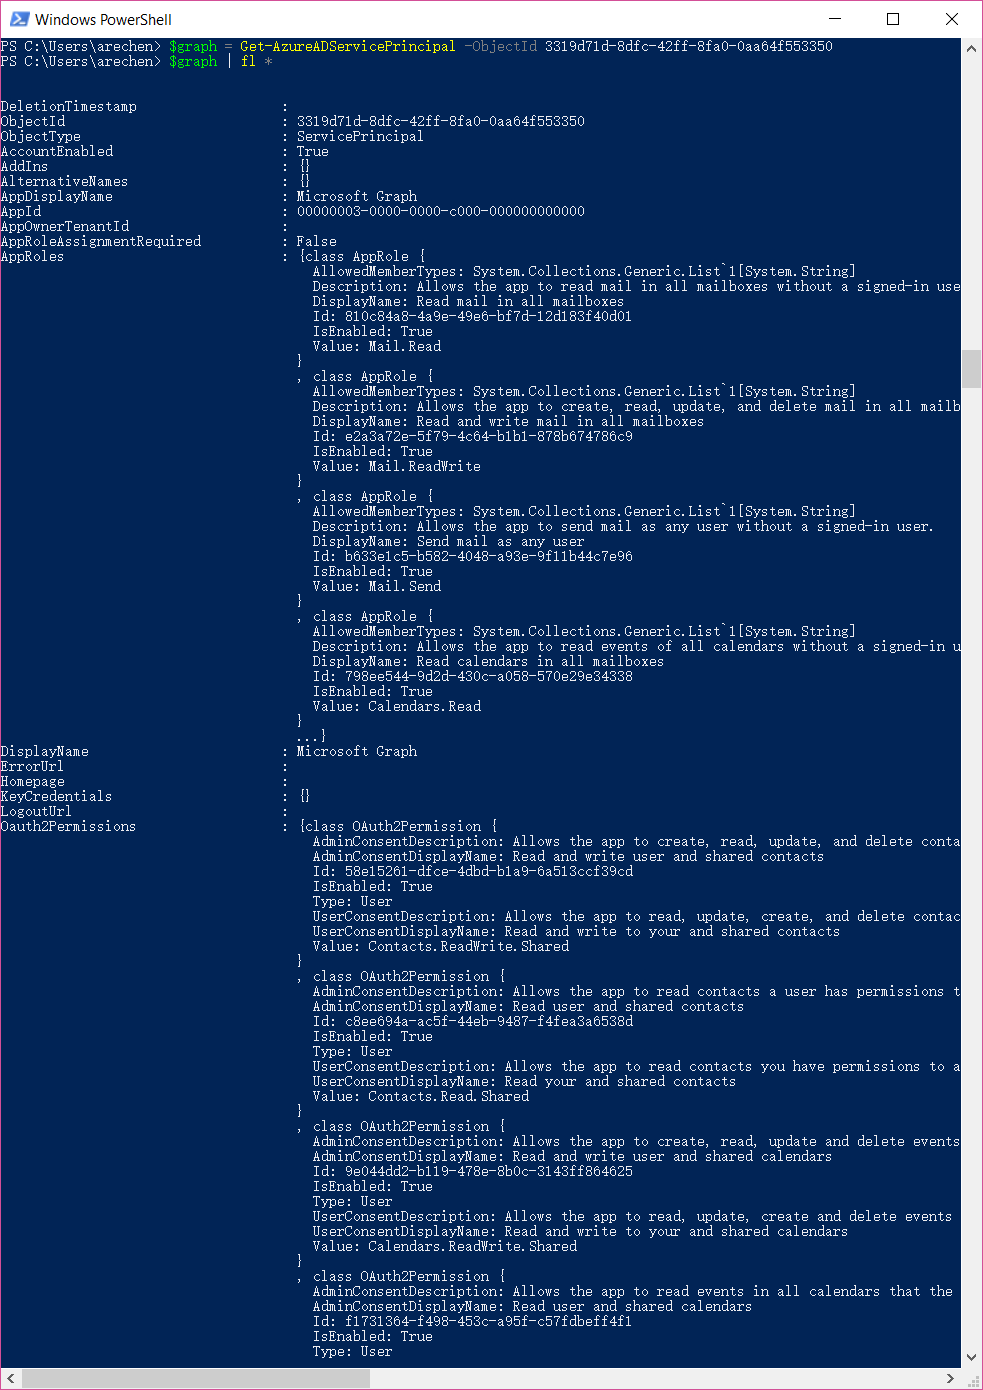 Windows PowerShell
PS C:\Users\arechen> $graph = Get-AzureADServicePrincipal -ObjectId 3319d71d-8dfc-42ff-8fa0-0aa64f553350
PS C:\Users\arechen> $graph | fl *
DeletionTimestamp :
ObjectId : 3319d71d-8dfc-42ff-8fa0-0aa64f553350
ObjectType : ServicePrincipal
AccountEnabled : True
AddIns : {}
AlternativeNames : {}
AppDisplayName : Microsoft Graph
AppId : 00000003-0000-0000-c000-000000000000
AppOwnerTenantId :
AppRoleAssignmentRequired : False
AppRoles : {class AppRole {
AllowedMemberTypes: System.Collections.Generic.List`1[System.String]
Description: Allows the app to read mail in all mailboxes without a signed-in use
DisplayName: Read mail in all mailboxes
Id: 810c84a8-4a9e-49e6-bf7d-12d183f40d01
IsEnabled: True
Value: Mail.Read
}
, class AppRole {
AllowedMemberTypes: System.Collections.Generic.List`1[System.String]
Description: Allows the app to create, read, update, and delete mail in all mailb
DisplayName: Read and write mail in all mailboxes
Id: e2a3a72e-5f79-4c64-b1b1-878b674786c9
IsEnabled: True
Value: Mail.ReadWrite
}
, class AppRole {
AllowedMemberTypes: System.Collections.Generic.List`1[System.String]
Description: Allows the app to send mail as any user without a signed-in user.
DisplayName: Send mail as any user
Id: b633e1c5-b582-4048-a93e-9f11b44c7e96
IsEnabled: True
Value: Mail.Send
}
, class AppRole {
AllowedMemberTypes: System.Collections.Generic.List`1[System.String]
Description: Allows the app to read events of all calendars without a signed-in u
DisplayName: Read calendars in all mailboxes
Id: 798ee544-9d2d-430c-a058-570e29e34338
IsEnabled: True
Value: Calendars.Read
}
...}
DisplayName : Microsoft Graph
ErrorUrl :
Homepage :
KeyCredentials : {}
LogoutUrl :
Oauth2Permissions : {class OAuth2Permission {
AdminConsentDescription: Allows the app to create, read, update, and delete conta
AdminConsentDisplayName: Read and write user and shared contacts
Id: 58e15261-dfce-4dbd-b1a9-6a513ccf39cd
IsEnabled: True
Type: User
UserConsentDescription: Allows the app to read, update, create, and delete contac
UserConsentDisplayName: Read and write to your and shared contacts
Value: Contacts.ReadWrite.Shared
}
, class OAuth2Permission {
AdminConsentDescription: Allows the app to read contacts a user has permissions t
AdminConsentDisplayName: Read user and shared contacts
Id: c8ee694a-ac5f-44eb-9487-f4fea3a6538d
IsEnabled: True
Type: User
UserConsentDescription: Allows the app to read contacts you have permissions to a
UserConsentDisplayName: Read your and shared contacts
Value: Contacts.Read.Shared
}
, class OAuth2Permission {
AdminConsentDescription: Allows the app to create, read, update and delete events
AdminConsentDisplayName: Read and write user and shared calendars
Id: 9e044dd2-b119-478e-8b0c-3143ff864625
IsEnabled: True
Type: User
UserConsentDescription: Allows the app to read, update, create and delete events
UserConsentDisplayName: Read and write to your and shared calendars
Value: Calendars.ReadWrite.Shared
}
, class OAuth2Permission {
AdminConsentDescription: Allows the app to read events in all calendars that the
AdminConsentDisplayName: Read user and shared calendars
Id: f1731364-f498-453c-a95f-c57fdbeff4f1
IsEnabled: True
Type: User